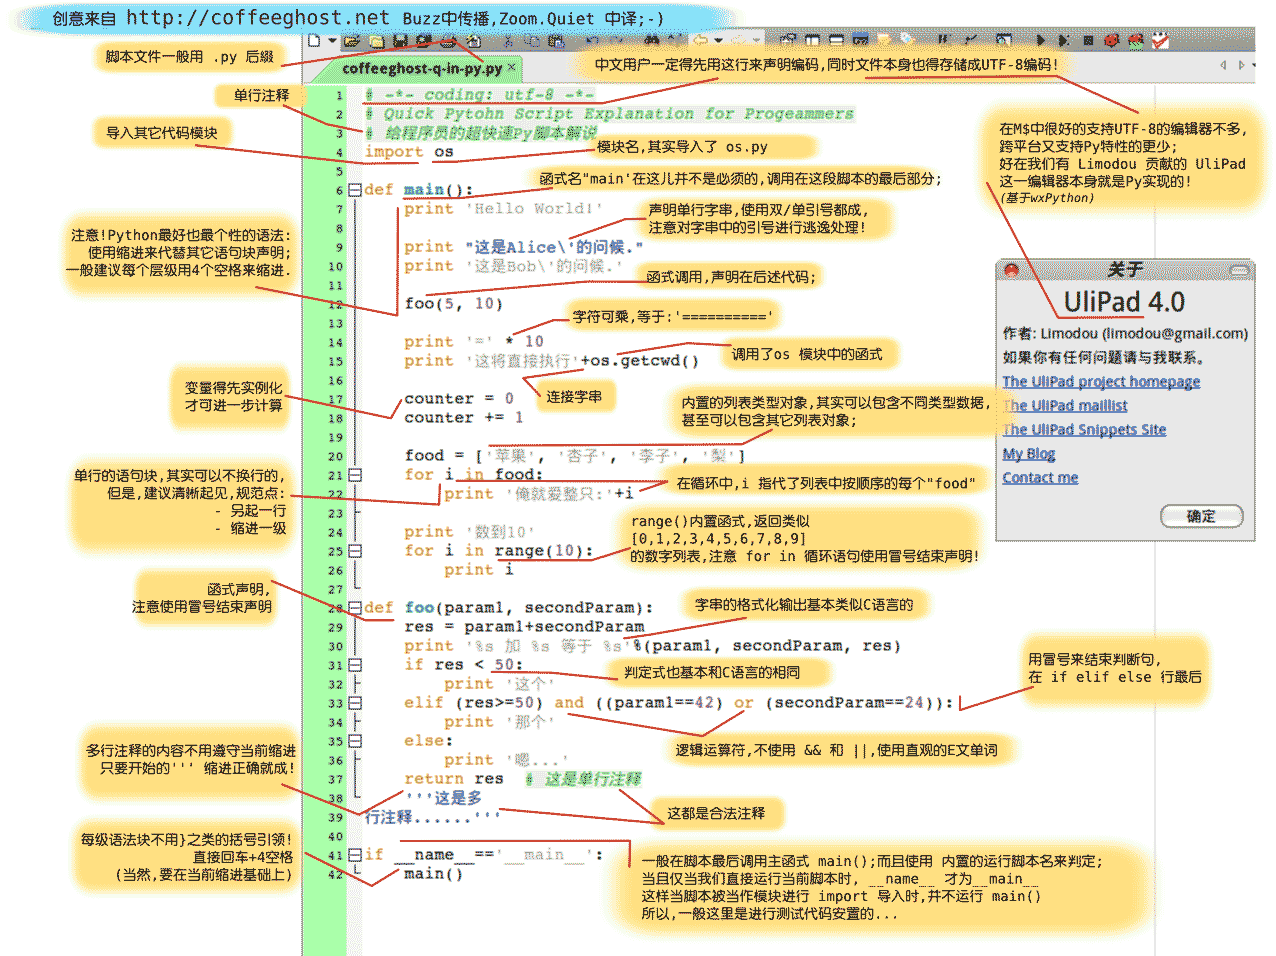 创意来自 http://coffeeghost.net Buzz中传播,Zoom.Quiet 中译;-)
脚本文件一般用 .py 后缀
coffeeghost-q-in-py.py
中文用户一定得先用这行来声明编码,同时文件本身也得存储成UTF-8编码!
单行注释
导入其它代码模块
1 # -*- coding: utf-8 -*-
2 # Quick Pytohn Script Explanation for Progeammers
3 # 给程序员的超快速Py脚本解说
4 import os
模块名,其实导入了 os.py
在M$中很好的支持UTF-8的编辑器不多,
跨平台又支持Py特性的更少;
好在我们有 Limodou 贡献的 UliPad
这一编辑器本身就是Py实现的!
(基于wxPython)
5
6 def main():
函式名"main'在这儿并不是必须的,调用在这段脚本的最后部分;
7 print 'Hello World!'
声明单行字串,使用双/单引号都成,
注意对字串中的引号进行逃逸处理!
8
9 print "这是Alice\'的问候."
10 print '这是Bob\'的问候.'
注意!Python最好也最个性的语法:
使用缩进来代替其它语句块声明;
一般建议每个层级用4个空格来缩进.
函式调用,声明在后述代码;
11
12 foo(5, 10)
字符可乘,等于:'=========='
13
14 print '=' * 10
15 print '这将直接执行'+os.getcwd()
调用了os 模块中的函式
连接字串
16
17 counter = 0
18 counter += 1
变量得先实例化
才可进一步计算
内置的列表类型对象,其实可以包含不同类型数据,
甚至可以包含其它列表对象;
19
20 food = ['苹果', '杏子', '李子', '梨']
21 for i in food:
22 print '俺就爱整只:'+i
在循环中,i 指代了列表中按顺序的每个"food"
单行的语句块,其实可以不换行的,
但是,建议清晰起见,规范点:
- 另起一行
- 缩进一级
23
24 print '数到10'
25 for i in range(10):
26 print i
range()内置函式,返回类似
[0,1,2,3,4,5,6,7,8,9]
的数字列表,注意 for in 循环语句使用冒号结束声明!
关于
UliPad 4.0
作者: Limodou (limodou@gmail.com)
如果你有任何问题请与我联系。
The UliPad project homepage
The UliPad maillist
The UliPad Snippets Site
My Blog
Contact me
确定
27
函式声明,
注意使用冒号结束声明
28 def foo(param1, secondParam):
29 res = param1+secondParam
30 print '%s 加 %s 等于 %s'%(param1, secondParam, res)
字串的格式化输出基本类似C语言的
31 if res < 50:
32 print '这个'
判定式也基本和C语言的相同
33 elif (res>=50) and ((param1==42) or (secondParam==24)):
34 print '那个'
用冒号来结束判断句,
在 if elif else 行最后
逻辑运算符,不使用 && 和 ||,使用直观的E文单词
35 else:
36 print '嗯...'
37 return res # 这是单行注释
38 '''这是多
39 行注释......'''
多行注释的内容不用遵守当前缩进
只要开始的''' 缩进正确就成!
这都是合法注释
40
41 if __name__=='__main__':
42 main()
每级语法块不用}之类的括号引领!
直接回车+4空格
(当然,要在当前缩进基础上)
一般在脚本最后调用主函式 main();而且使用 内置的运行脚本名来判定;
当且仅当我们直接运行当前脚本时, __name__ 才为__main__
这样当脚本被当作模块进行 import 导入时,并不运行 main()
所以,一般这里是进行测试代码安置的...